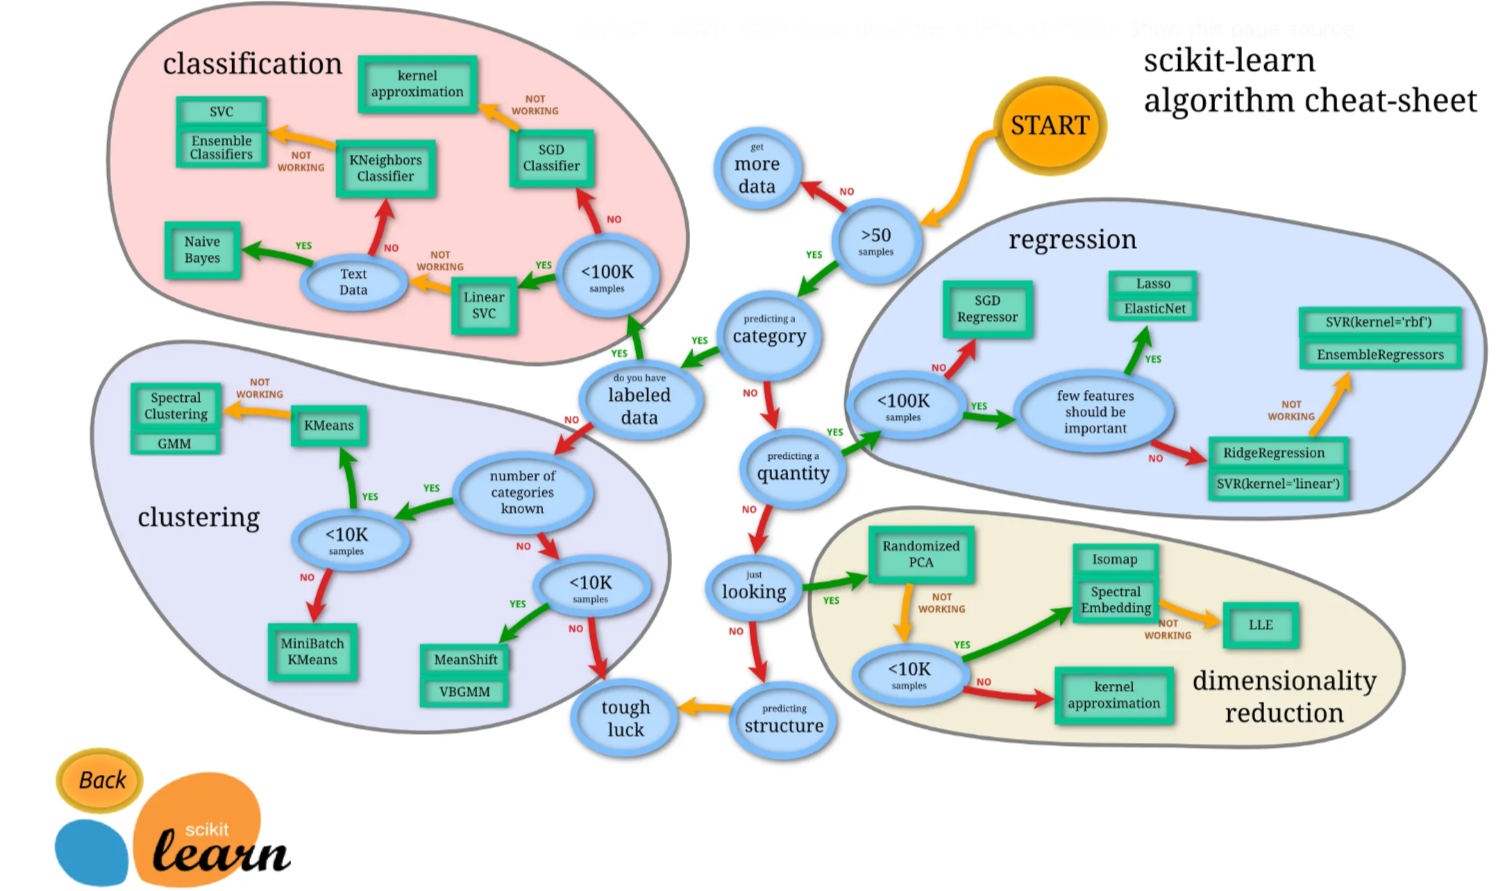 scikit-learn
algorithm cheat-sheet
START
classification
kernel
approximation
NOT
WORKING
SVC
Ensemble
Classifiers
NOT
WORKING
KNeighbors
Classifier
SGD
Classifier
NO
Naive
Bayes
YES
NO
Text
Data
NOT
WORKING
Linear
SVC
YES
<100K
samples
YES
get
more
data
NO
>50
samples
YES
predicting a
category
YES
NO
do you have
labeled
data
NO
predicting a
quantity
YES
NO
just
looking
YES
NO
predicting
structure
tough
luck
regression
SGD
Regressor
NO
<100K
samples
YES
Lasso
ElasticNet
YES
few features
should be
important
NO
SVR(kernel='rbf')
EnsembleRegressors
NOT
WORKING
RidgeRegression
SVR(kernel='linear')
clustering
Spectral
Clustering
GMM
NOT
WORKING
KMeans
YES
number of
categories
known
YES
NO
<10K
samples
NO
MiniBatch
KMeans
<10K
samples
YES
NO
MeanShift
VBGMM
dimensionality
reduction
Randomized
PCA
NOT
WORKING
<10K
samples
YES
NO
Isomap
Spectral
Embedding
NOT
WORKING
LLE
kernel
approximation
Back
scikit
learn